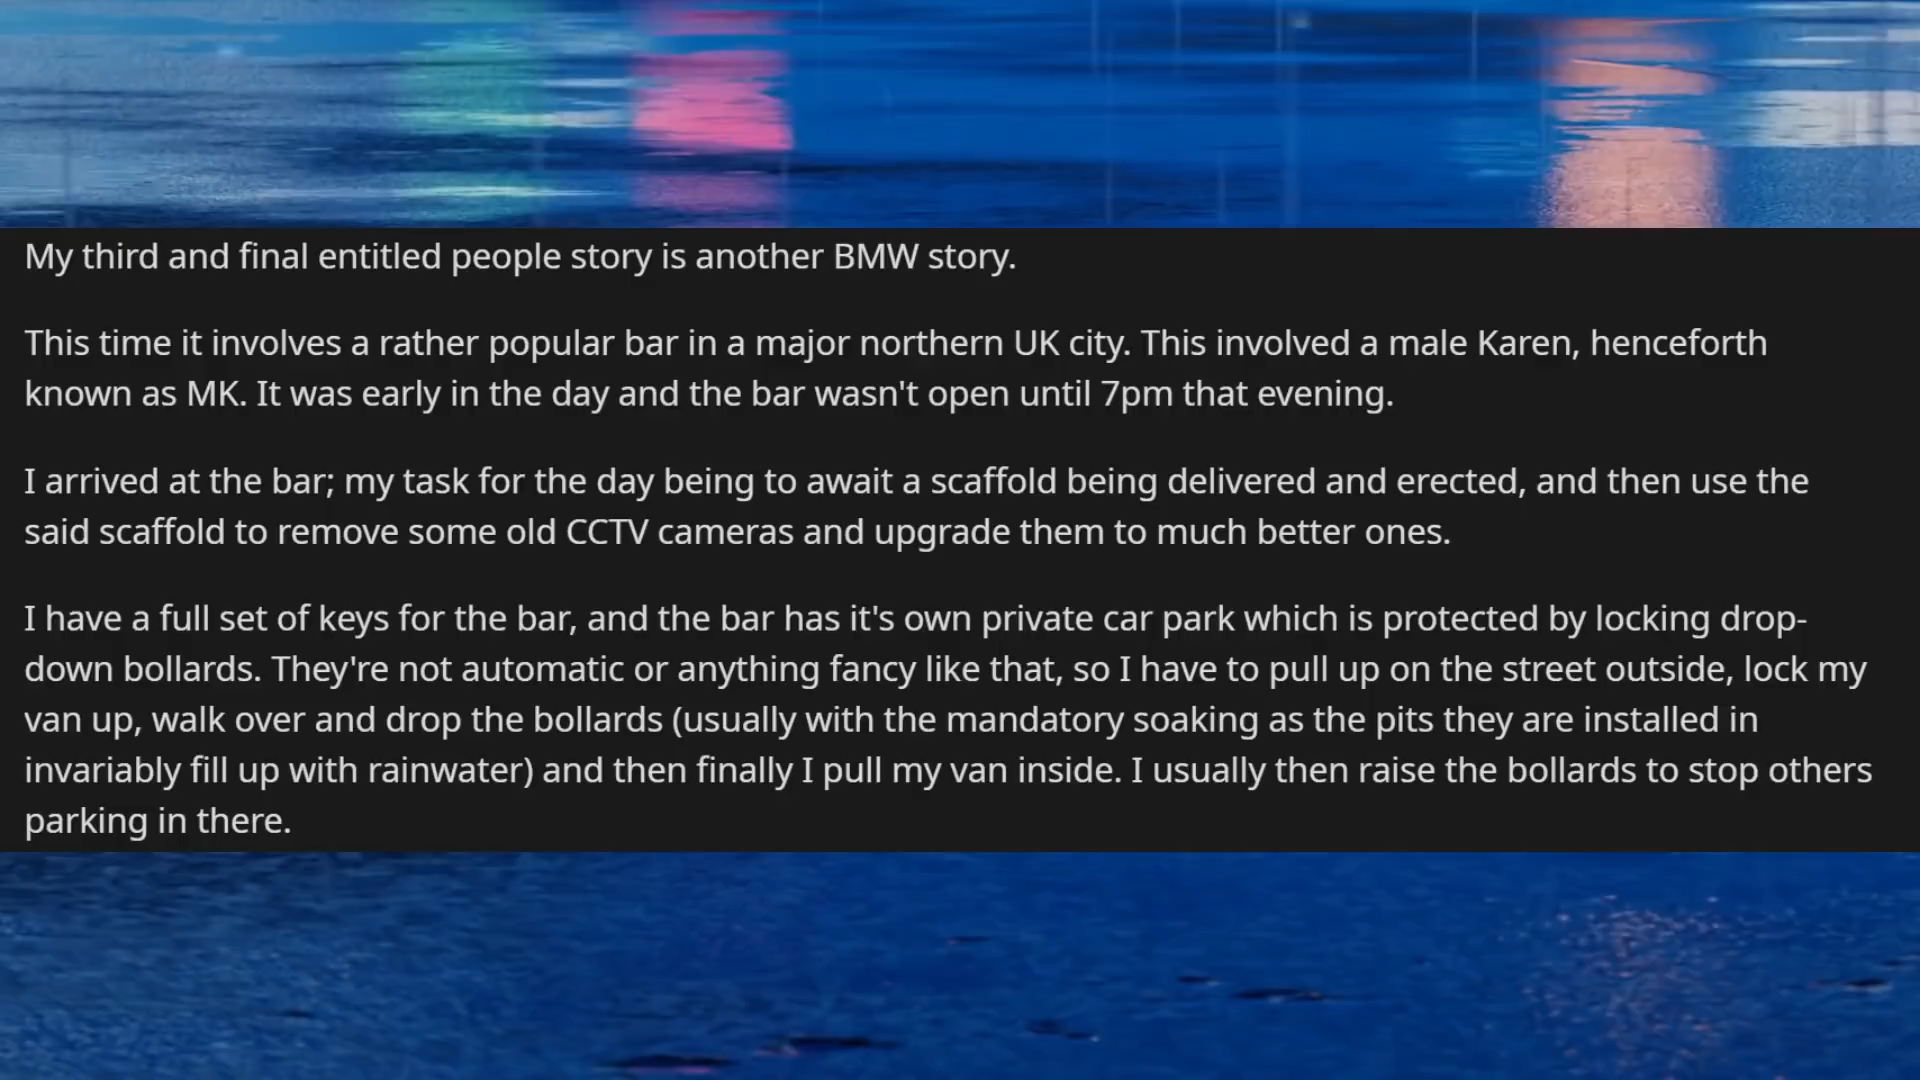 My third and final entitled people story is another BMW story.
This time it involves a rather popular bar in a major northern UK city. This involved a male Karen, henceforth
known as MK. It was early in the day and the bar wasn't open until 7pm that evening.
I arrived at the bar; my task for the day being to await a scaffold being delivered and erected, and then use the
said scaffold to remove some old CCTV cameras and upgrade them to much better ones.
I have a full set of keys for the bar, and the bar has it's own private car park which is protected by locking drop-
down bollards. They're not automatic or anything fancy like that, so I have to pull up on the street outside, lock my
van up, walk over and drop the bollards (usually with the mandatory soaking as the pits they are installed in
invariably fill up with rainwater) and then finally I pull my van inside. I usually then raise the bollards to stop others
parking in there.